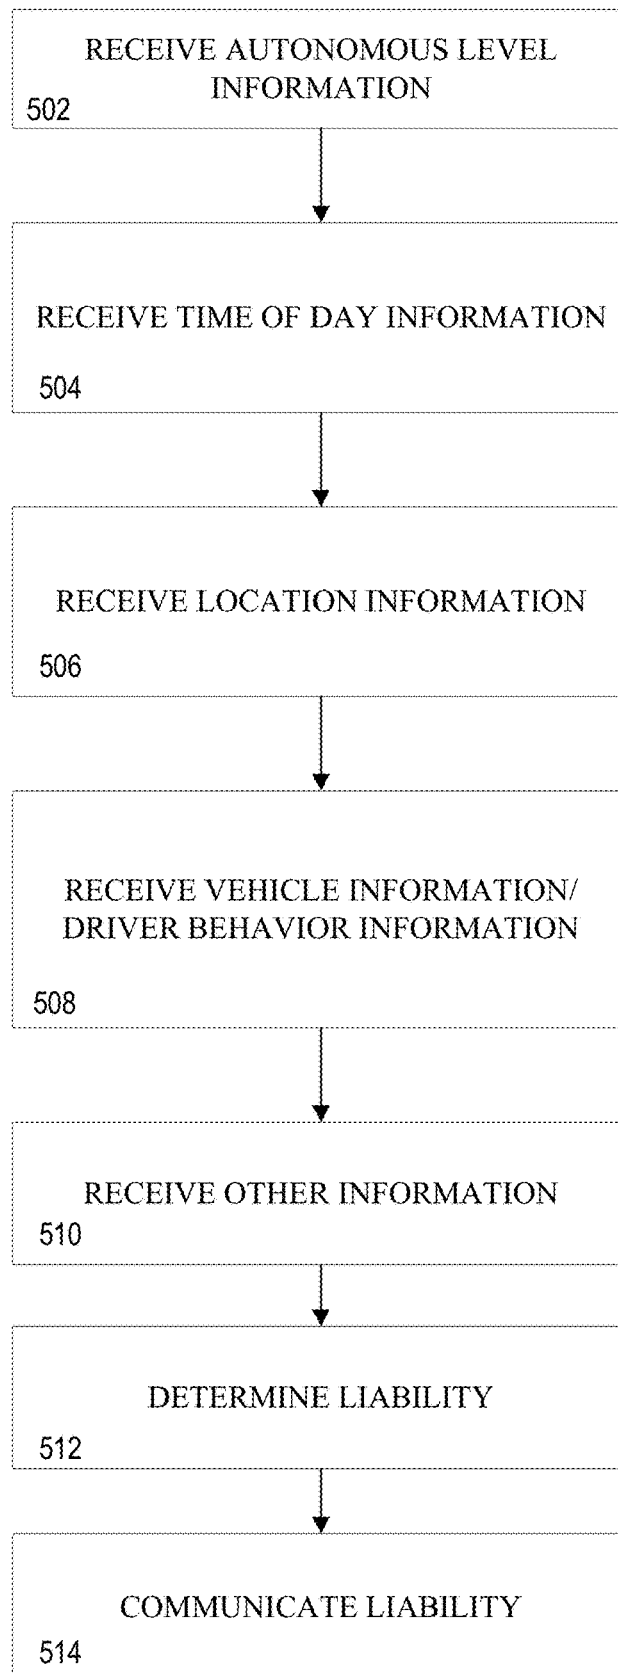 RECEIVE AUTONOMOUS LEVEL
INFORMATION
502
RECEIVE TIME OF DAY INFORMATION
504
RECEIVE LOCATION INFORMATION
506
RECEIVE VEHICLE INFORMATION/
DRIVER BEHAVIOR INFORMATION
508
RECEIVE OTHER INFORMATION
510
DETERMINE LIABILITY
512
COMMUNICATE LIABILITY
514